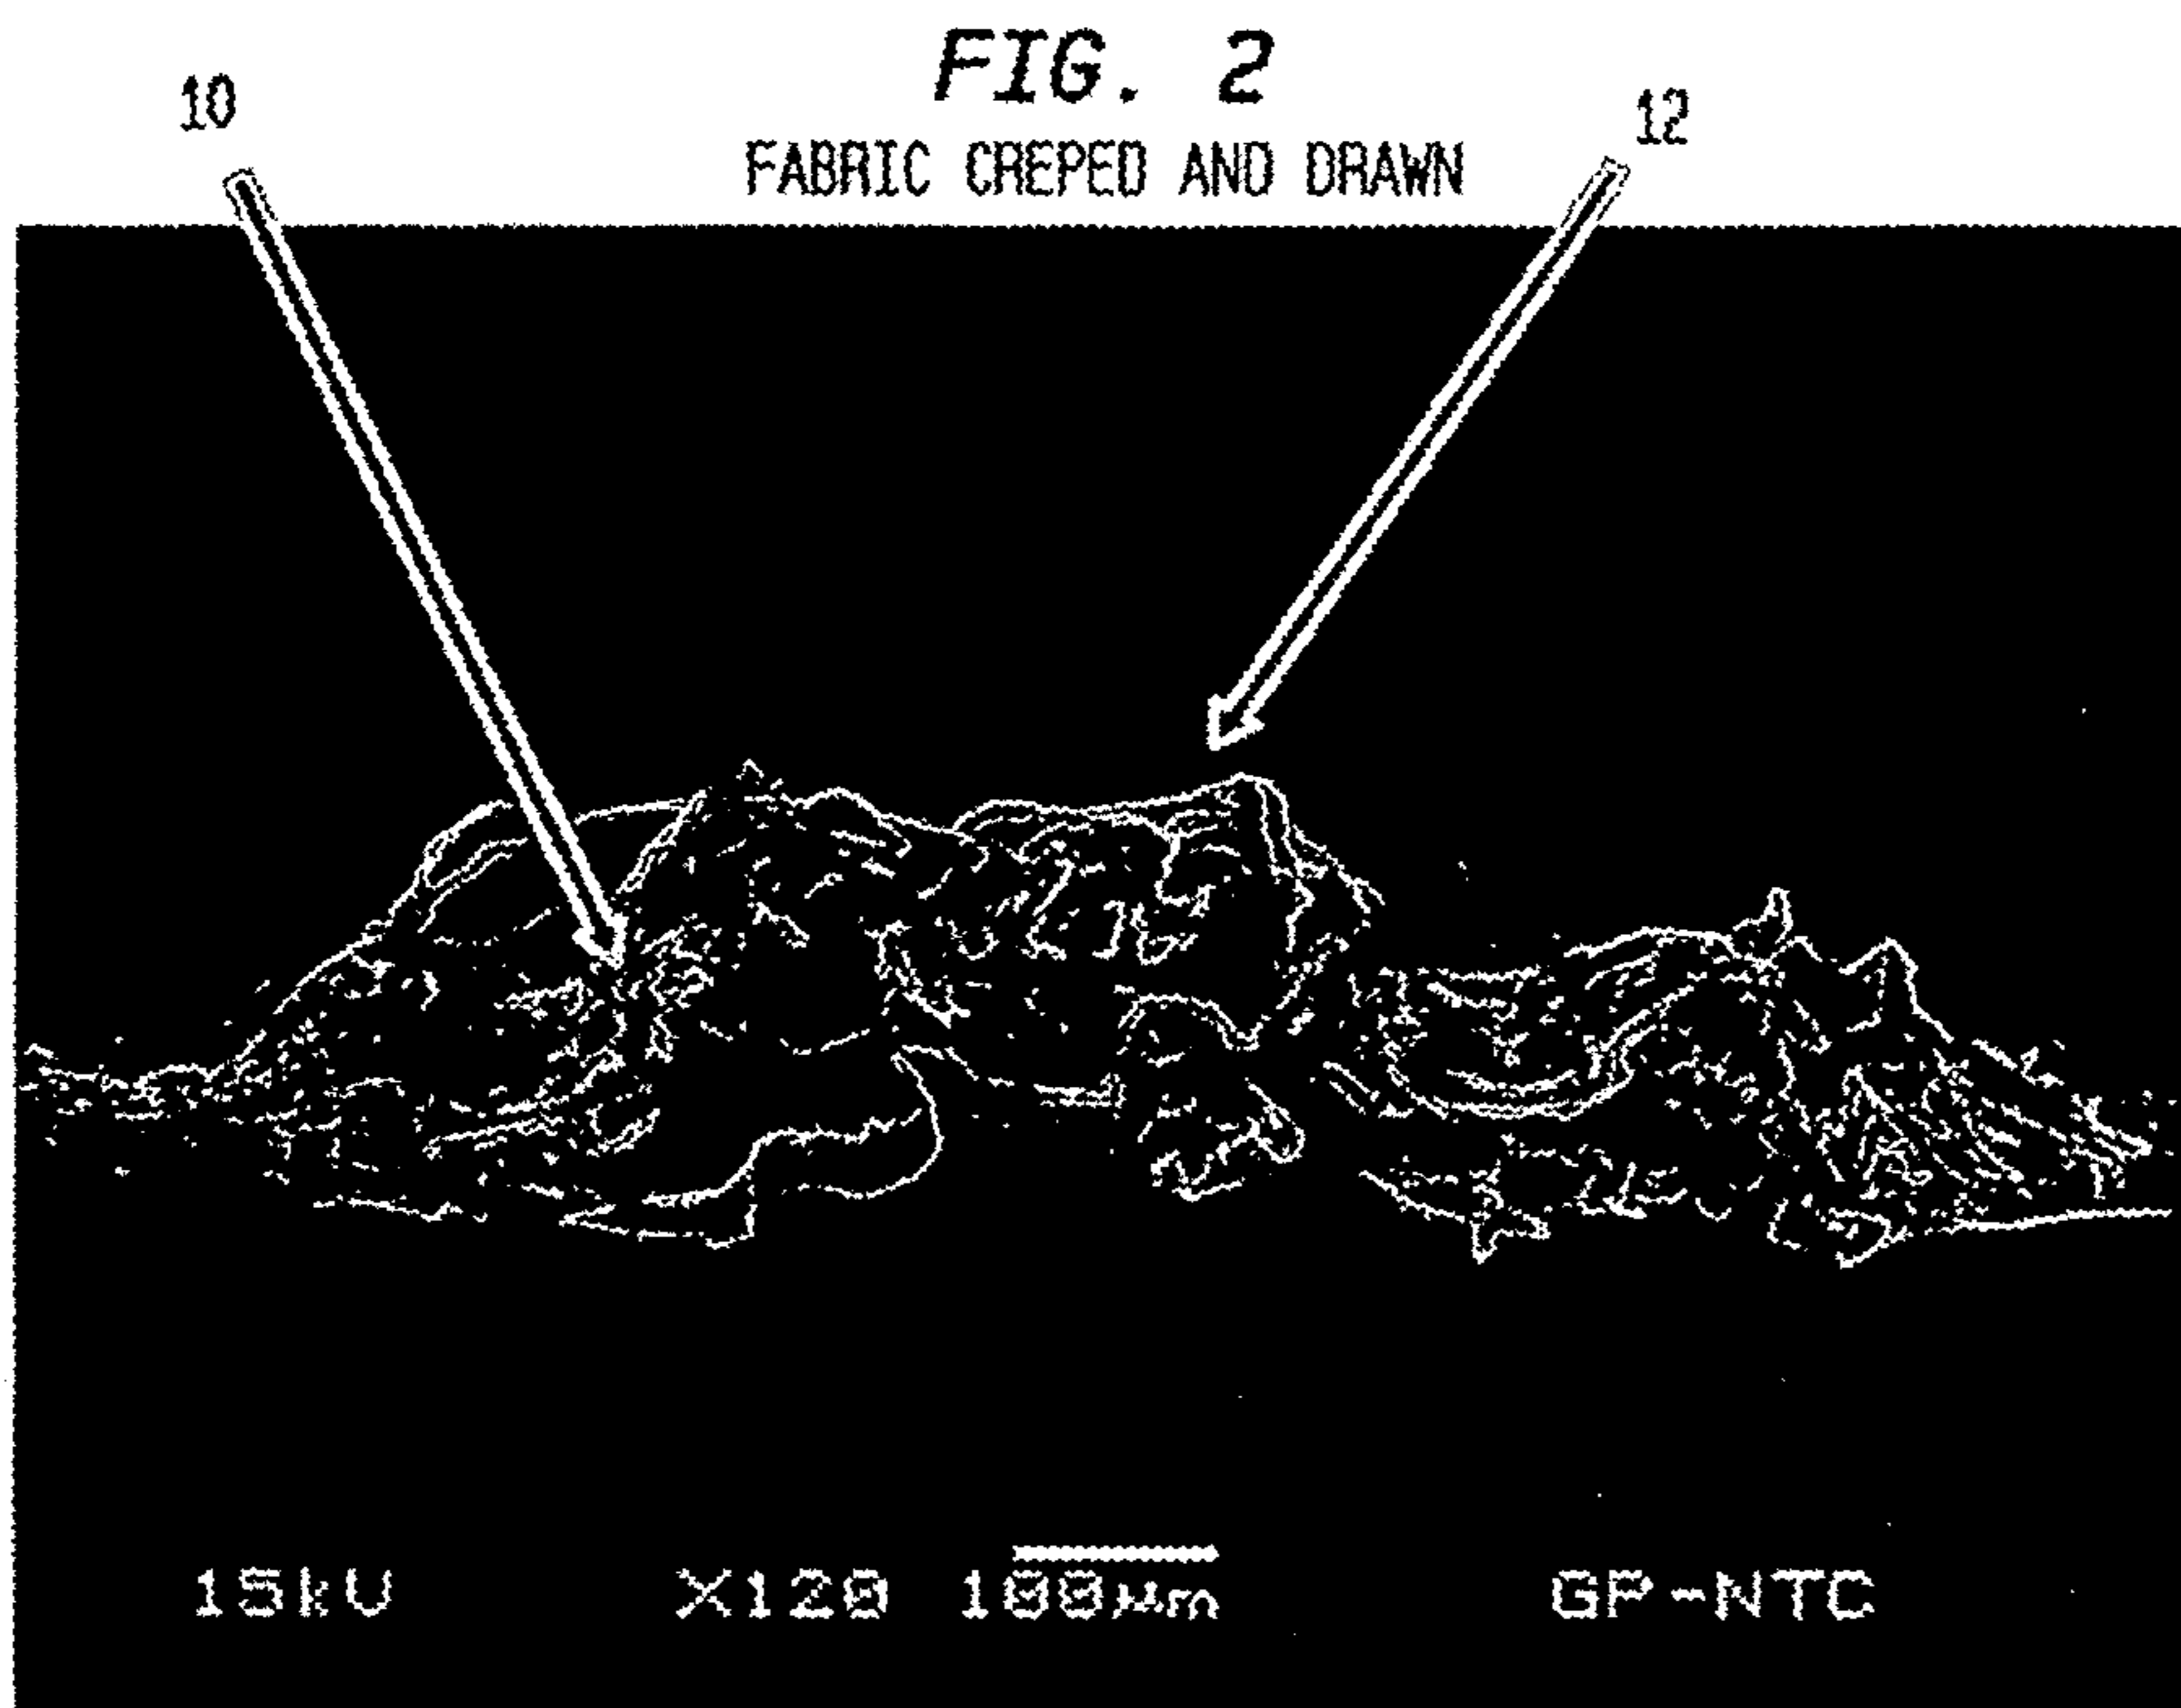 FIG. 2
10
12
FABRIC CREPED AND DRAWN
15kU X120 100µm GP-NTC